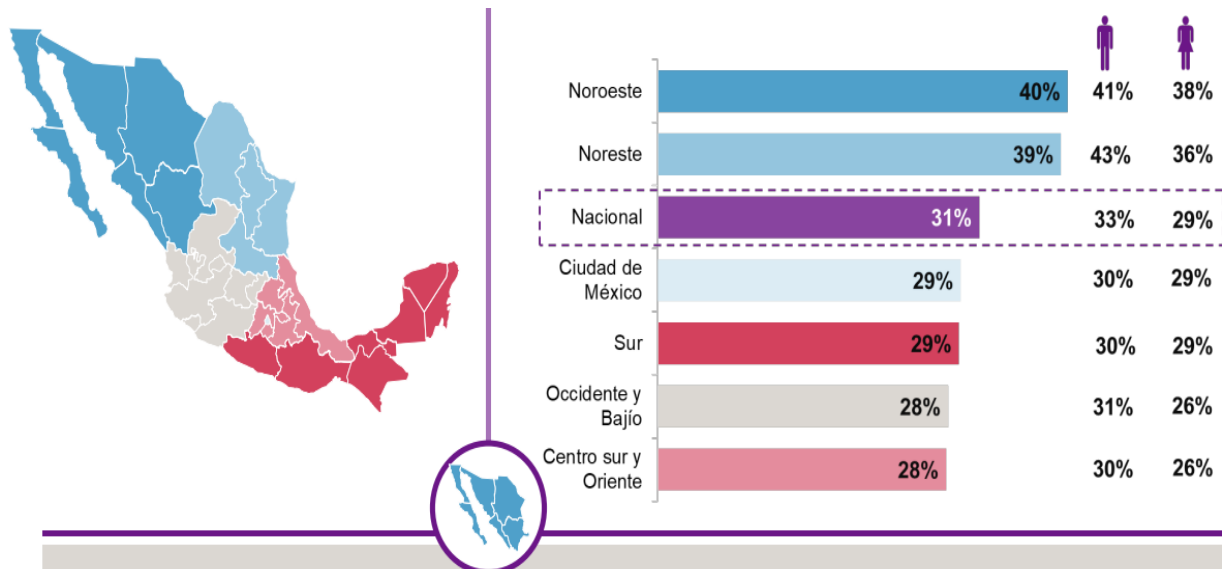 Noroeste 40% 41% 38%
Noreste 39% 43% 36%
Nacional 31% 33% 29%
Ciudad de
México 29% 30% 29%
Sur 29% 30% 29%
Occidente y
Bajío 28% 31% 26%
Centro sur y
Oriente 28% 30% 26%